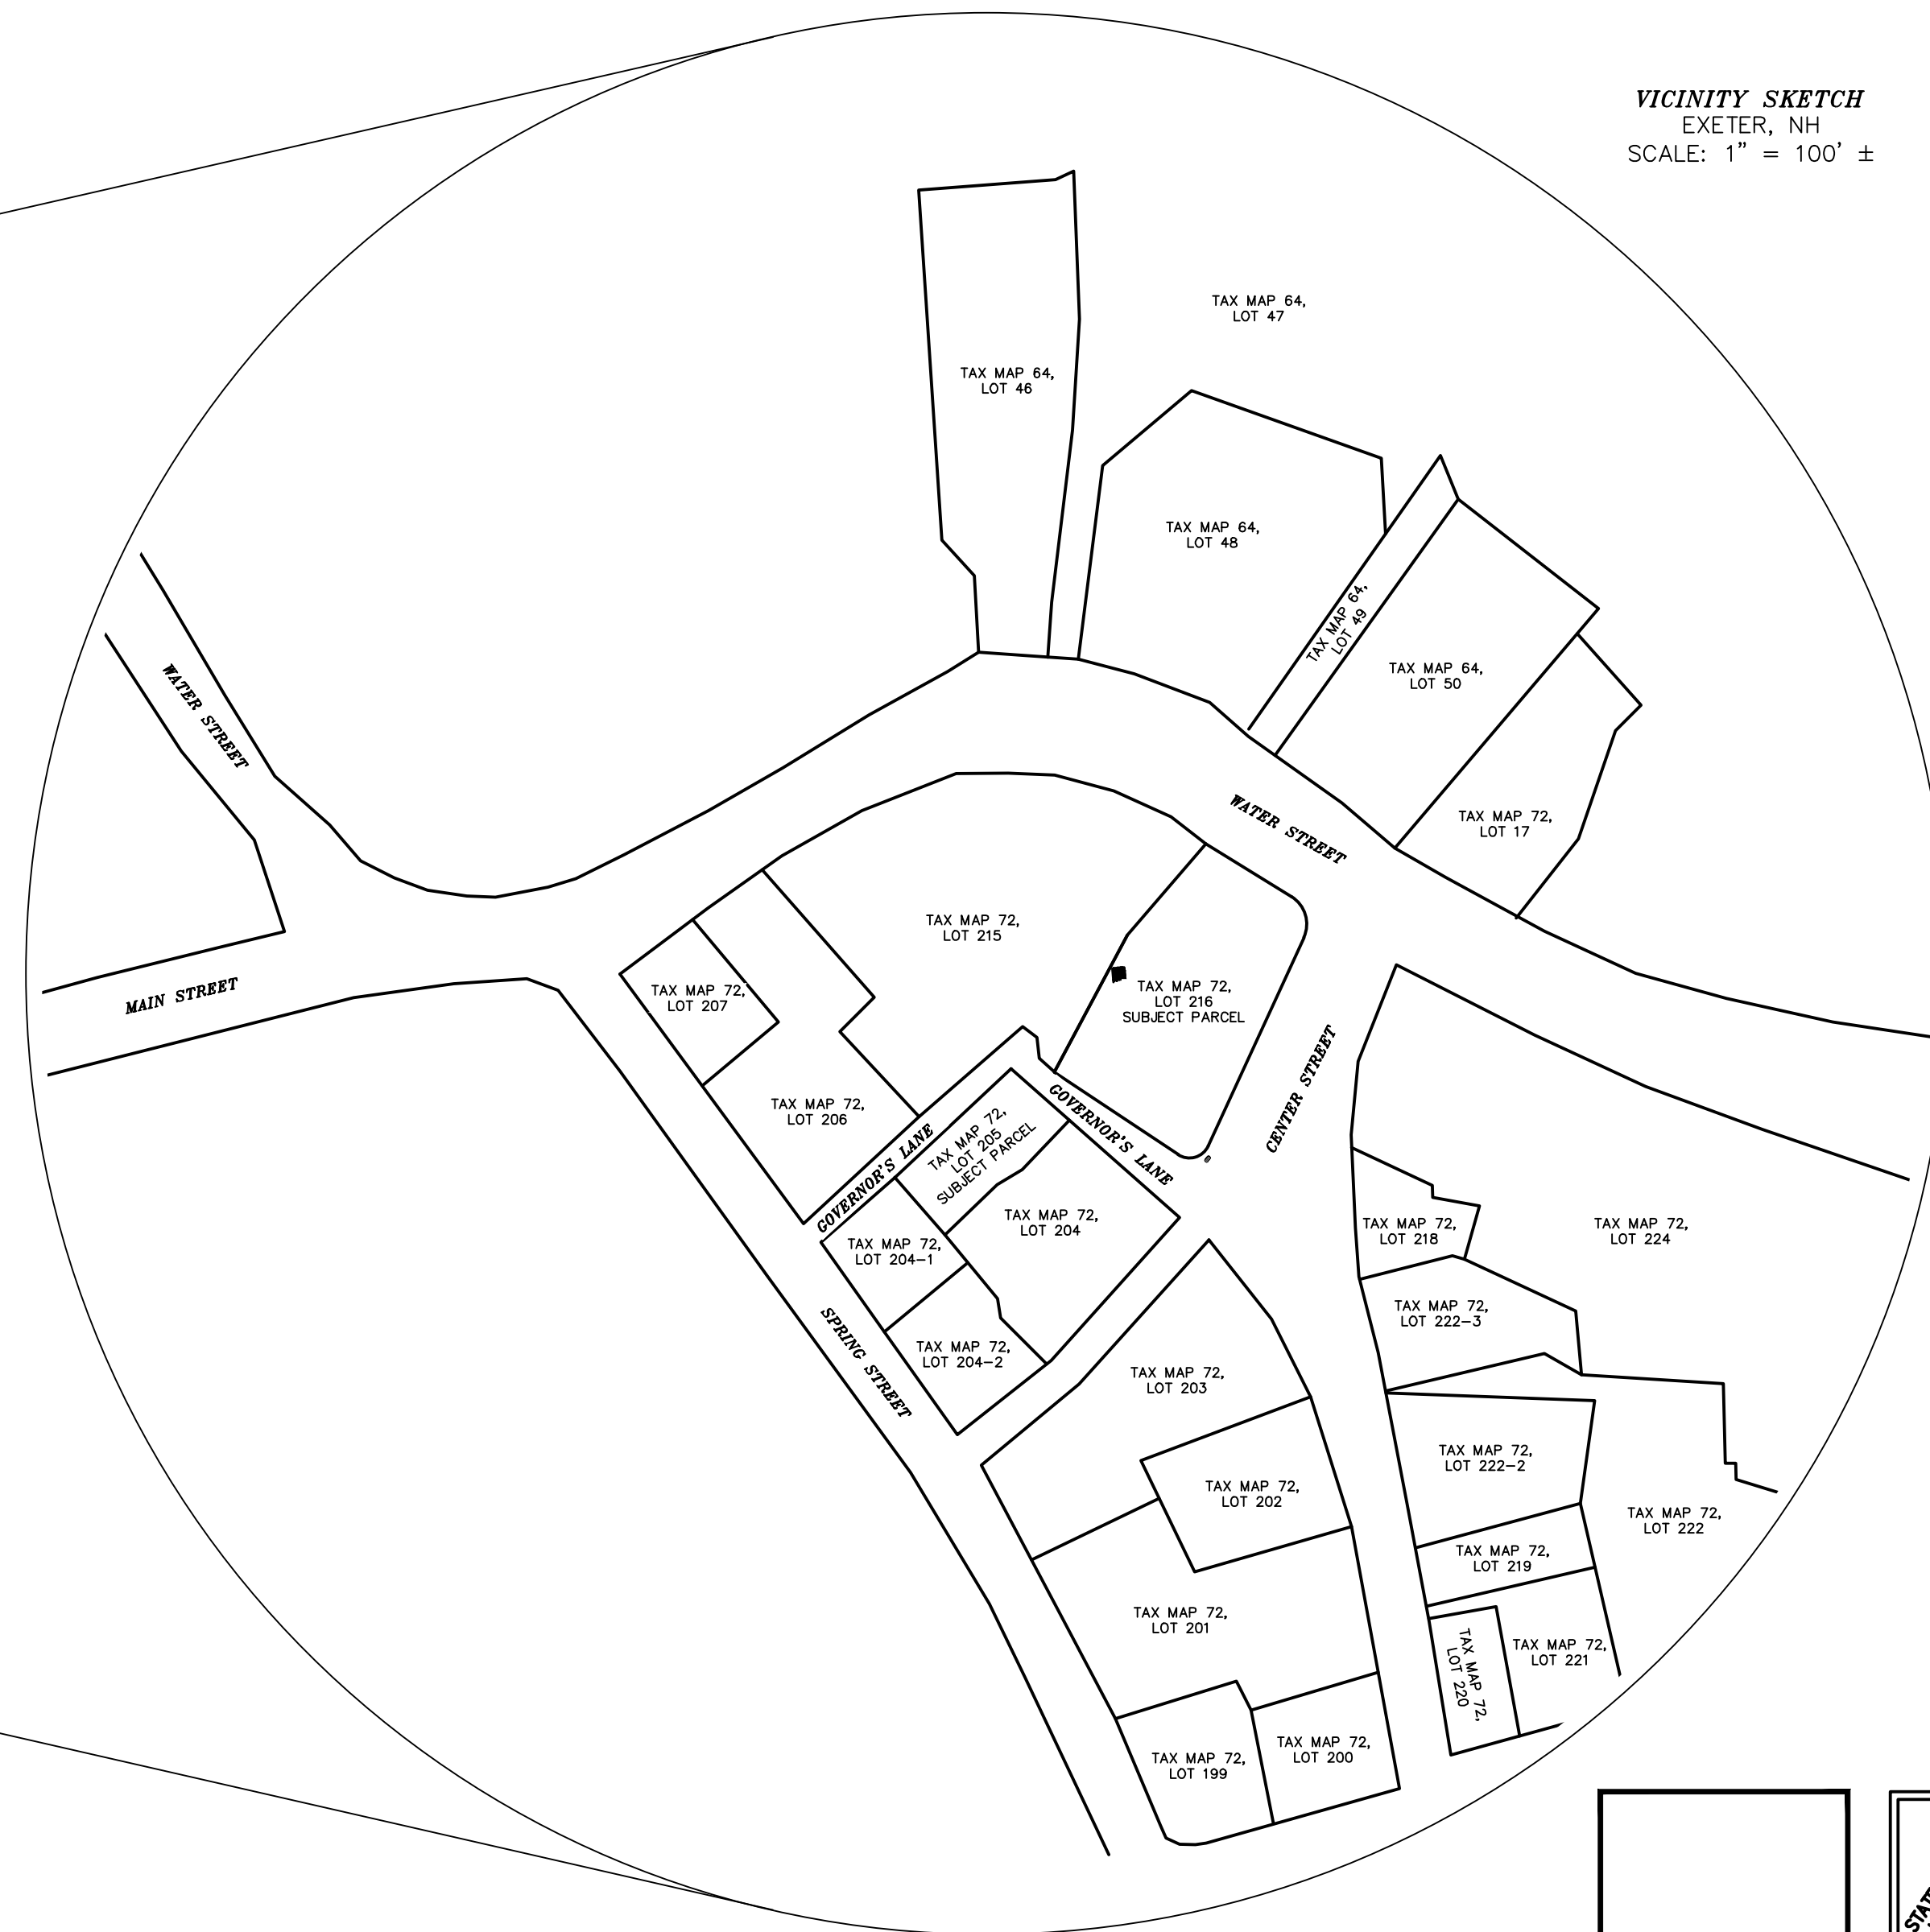 VICINITY SKETCH
EXETER, NH
SCALE: 1" = 100' ±
TAX MAP 64,
LOT 47
TAX MAP 64,
LOT 46
TAX MAP 64,
LOT 48
TAX MAP 64,
LOT 49
TAX MAP 64,
LOT 50
WATER STREET
WATER STREET
TAX MAP 72,
LOT 17
TAX MAP 72,
LOT 215
MAIN STREET
TAX MAP 72,
LOT 207
TAX MAP 72,
LOT 216
SUBJECT PARCEL
CENTER STREET
TAX MAP 72,
LOT 206
GOVERNOR'S LANE
TAX MAP 72,
LOT 205
SUBJECT PARCEL
GOVERNOR'S LANE
TAX MAP 72,
LOT 204
TAX MAP 72,
LOT 204-1
TAX MAP 72,
LOT 218
TAX MAP 72,
LOT 224
TAX MAP 72,
LOT 222-3
SPRING STREET
TAX MAP 72,
LOT 204-2
TAX MAP 72,
LOT 203
TAX MAP 72,
LOT 222-2
TAX MAP 72,
LOT 202
TAX MAP 72,
LOT 222
TAX MAP 72,
LOT 219
TAX MAP 72,
LOT 201
TAX MAP 72,
LOT 220
TAX MAP 72,
LOT 221
TAX MAP 72,
LOT 199
TAX MAP 72,
LOT 200